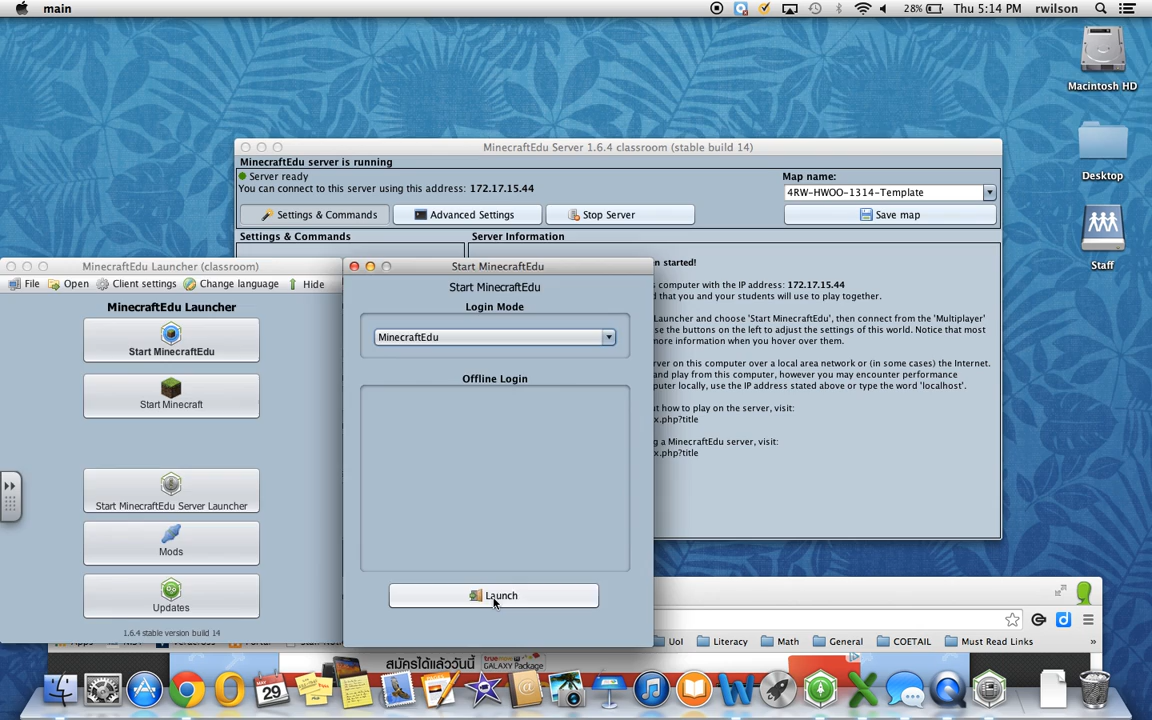 main
28%
Thu 5:14 PM
rwilson
Macintosh HD
Desktop
Staff
MinecraftEdu Server 1.6.4 classroom (stable build 14)
MinecraftEdu server is running
Server ready
You can connect to this server using this address: 172.17.15.44
Map name:
4RW-HWOO-1314-Template
Settings & Commands
Advanced Settings
Stop Server
Save map
Settings & Commands
Server Information
n started!
computer with the IP address: 172.17.15.44
d that you and your students will use to play together.
Launcher and choose 'Start MinecraftEdu', then connect from the 'Multiplayer'
se the buttons on the left to adjust the settings of this world. Notice that most
more information when you hover over them.
erver on this computer over a local area network or (in some cases) the Internet.
and play from this computer, however you may encounter performance
puter locally, use the IP address stated above or type the word 'localhost'.
ut how to play on the server, visit:
x.php?title
g a MinecraftEdu server, visit:
x.php?title
MinecraftEdu Launcher (classroom)
File
Open
Client settings
Change language
Hide
MinecraftEdu Launcher
Start MinecraftEdu
Start Minecraft
Start MinecraftEdu Server Launcher
Mods
Updates
1.6.4 stable version build 14
Start MinecraftEdu
Start MinecraftEdu
Login Mode
MinecraftEdu
Offline Login
Launch
UoI
Literacy
Math
General
COETAIL
Must Read Links
»
สมัครได้แล้ววันนี้
GALAXY Package
MAY
29